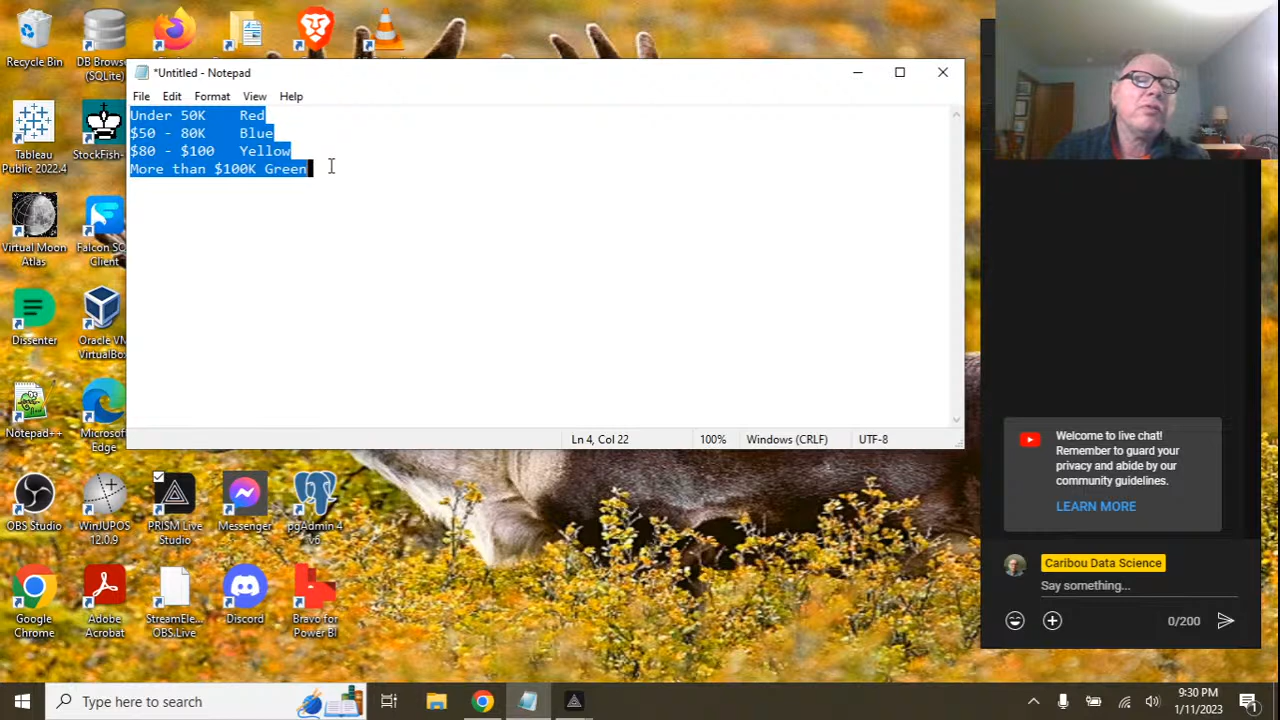 Recycle Bin
DB Browser
(SQLite)
*Untitled - Notepad
File Edit Format View Help
Under 50K Red
$50 - 80K Blue
$80 - $100 Yellow
More than $100K Green
Tableau
Public 2022.4
StockFish-
Virtual Moon
Atlas
Falcon SQ
Client
Dissenter
Oracle VM
VirtualBox
Notepad++
Microsoft
Edge
Ln 4, Col 22 100% Windows (CRLF) UTF-8
OBS Studio
WinJUPOS
12.0.9
PRISM Live
Studio
Messenger
pgAdmin 4
v6
Google
Chrome
Adobe
Acrobat
StreamEle...
OBS.Live
Discord
Bravo for
Power BI
Welcome to live chat!
Remember to guard your
privacy and abide by our
community guidelines.
LEARN MORE
Caribou Data Science
Say something...
0/200
Type here to search
9:30 PM
1/11/2023
1